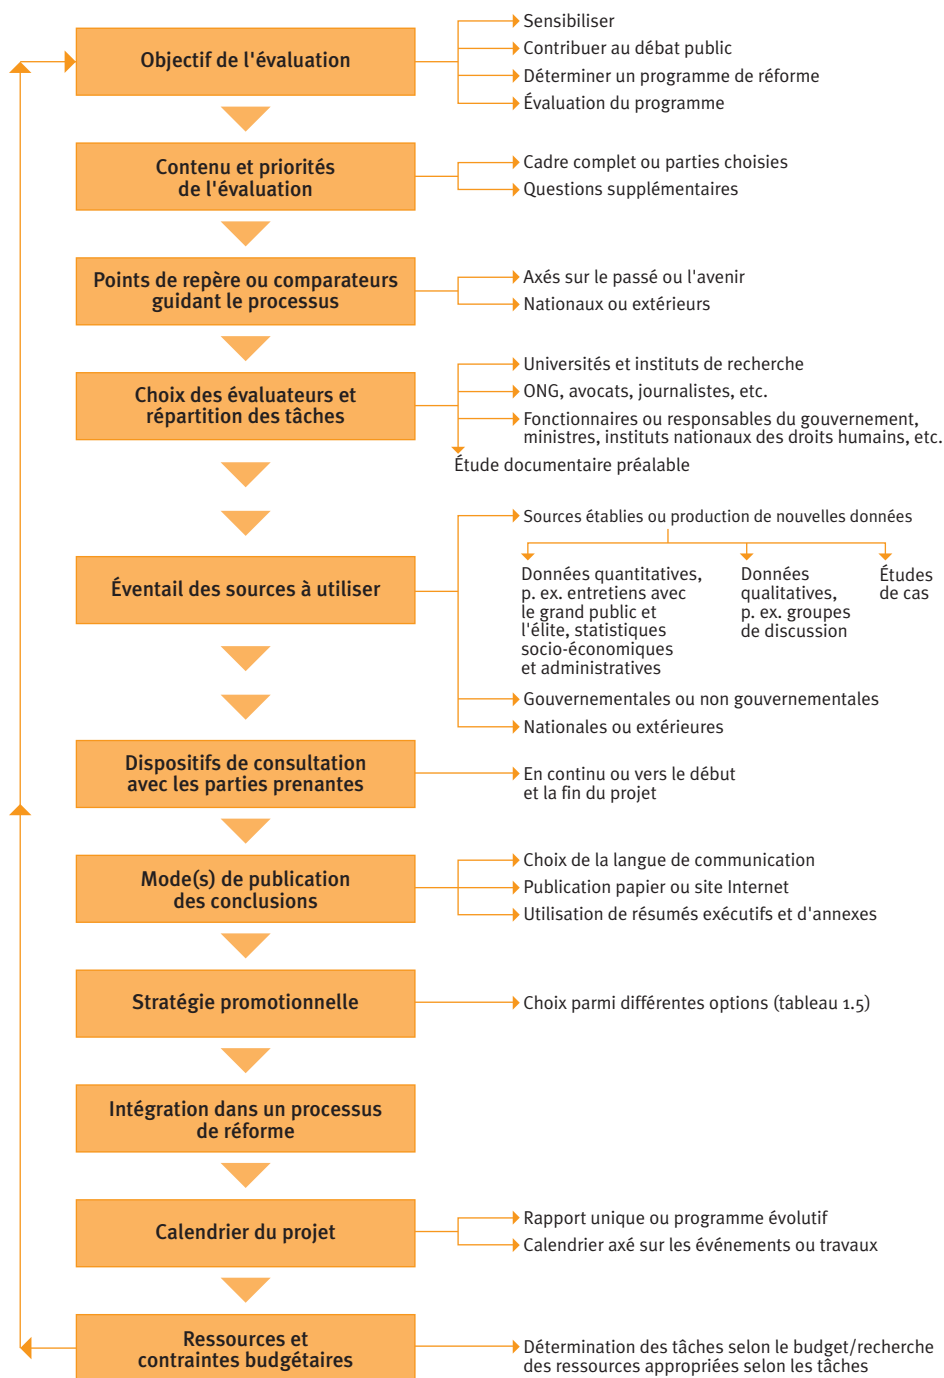 Objectif de l'évaluation
Sensibiliser
Contribuer au débat public
Déterminer un programme de réforme
Évaluation du programme
Contenu et priorités
de l'évaluation
Cadre complet ou parties choisies
Questions supplémentaires
Points de repère ou comparateurs
guidant le processus
Axés sur le passé ou l'avenir
Nationaux ou extérieurs
Choix des évaluateurs et
répartition des tâches
Universités et instituts de recherche
ONG, avocats, journalistes, etc.
Fonctionnaires ou responsables du gouvernement,
ministres, instituts nationaux des droits humains, etc.
Étude documentaire préalable
Éventail des sources à utiliser
Sources établies ou production de nouvelles données
Données quantitatives,
p. ex. entretiens avec
le grand public et
l'élite, statistiques
socio-économiques
et administratives
Données
qualitatives,
p. ex. groupes
de discussion
Études
de cas
Gouvernementales ou non gouvernementales
Nationales ou extérieures
Dispositifs de consultation
avec les parties prenantes
En continu ou vers le début
et la fin du projet
Mode(s) de publication
des conclusions
Choix de la langue de communication
Publication papier ou site Internet
Utilisation de résumés exécutifs et d'annexes
Stratégie promotionnelle
Choix parmi différentes options (tableau 1.5)
Intégration dans un processus
de réforme
Calendrier du projet
Rapport unique ou programme évolutif
Calendrier axé sur les événements ou travaux
Ressources et
contraintes budgétaires
Détermination des tâches selon le budget/recherche
des ressources appropriées selon les tâches